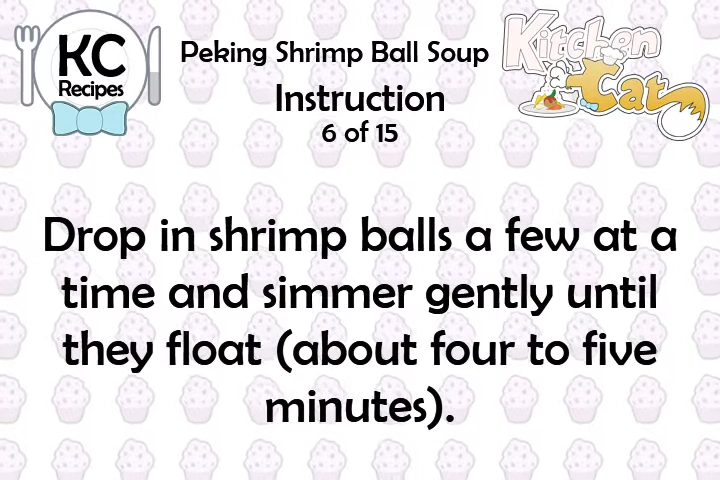 KC
Recipes
Peking Shrimp Ball Soup
Instruction
6 of 15
Kitchen
Cat
Drop in shrimp balls a few at a
time and simmer gently until
they float (about four to five
minutes).